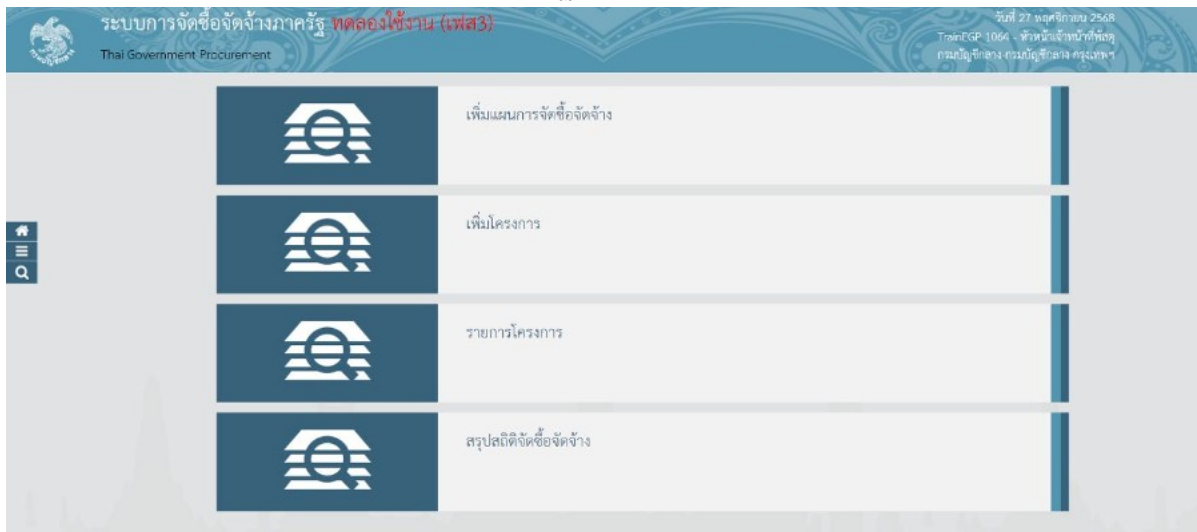 ระบบการจัดซื้อจัดจ้างภาครัฐ ทดลองใช้งาน (เฟส3)
Thai Government Procurement
วันที่ 27 พฤศจิกายน 2568
TrainEGP 1064 - หัวหน้าเจ้าหน้าที่พัสดุ
กรมบัญชีกลาง-กรมบัญชีกลาง กรุงเทพฯ
เพิ่มแผนการจัดซื้อจัดจ้าง
เพิ่มโครงการ
รายการโครงการ
สรุปสถิติจัดซื้อจัดจ้าง